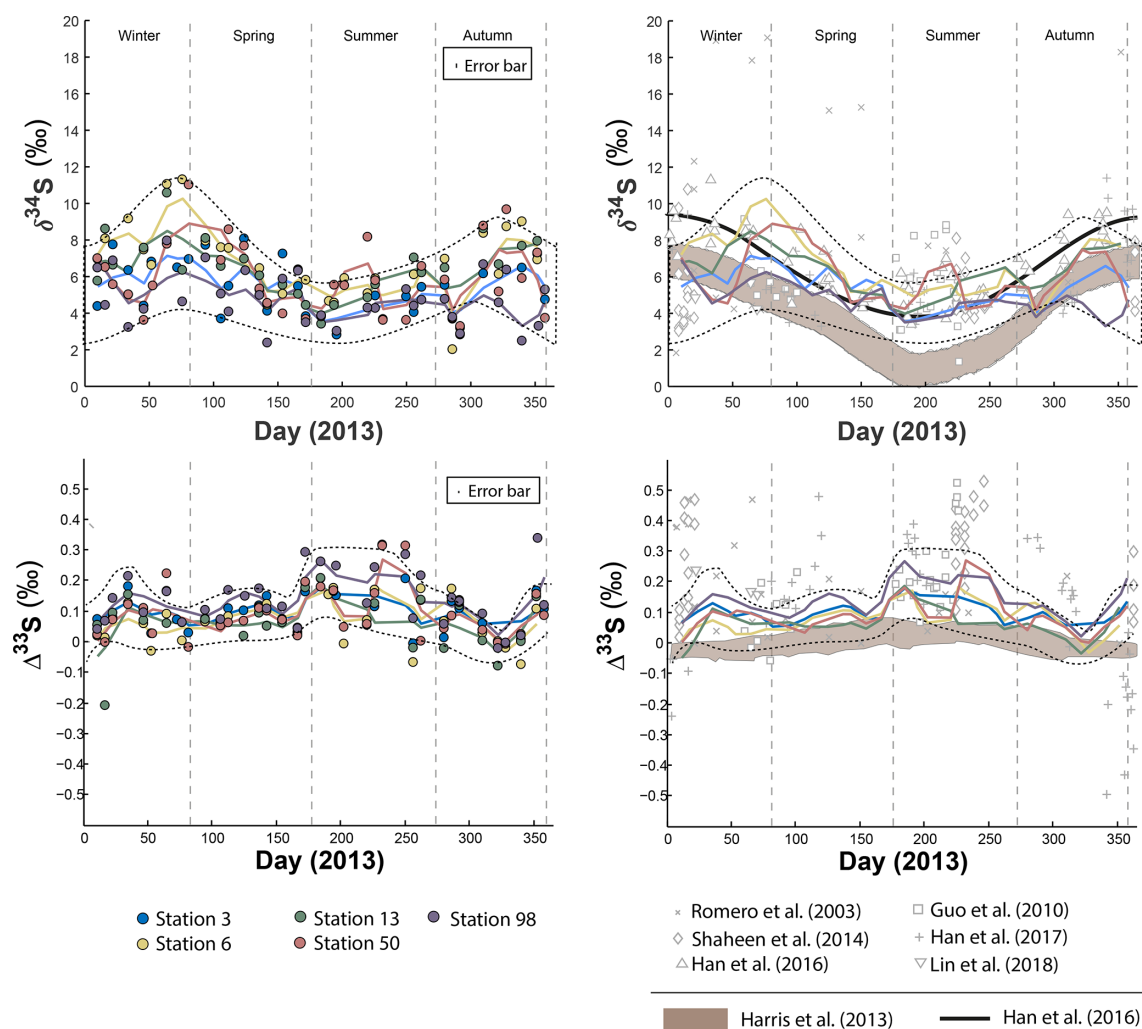 Winter Spring Summer Autumn
Error bar
20
18
16
14
12
10
8
6
4
2
0
δ³⁴S (‰)
0 50 100 150 200 250 300 350
Day (2013)
Winter Spring Summer Autumn
20
18
16
14
12
10
8
6
4
2
0
δ³⁴S (‰)
0 50 100 150 200 250 300 350
Day (2013)
Error bar
0.5
0.4
0.3
0.2
0.1
0
−0.1
−0.2
−0.3
−0.4
−0.5
Δ³³S (‰)
0 50 100 150 200 250 300 350
Day (2013)
0.5
0.4
0.3
0.2
0.1
0
−0.1
−0.2
−0.3
−0.4
−0.5
Δ³³S (‰)
0 50 100 150 200 250 300 350
Day (2013)
Station 3 Station 13 Station 98
Station 6 Station 50
Romero et al. (2003) Guo et al. (2010)
Shaheen et al. (2014) Han et al. (2017)
Han et al. (2016) Lin et al. (2018)
Harris et al. (2013) Han et al. (2016)